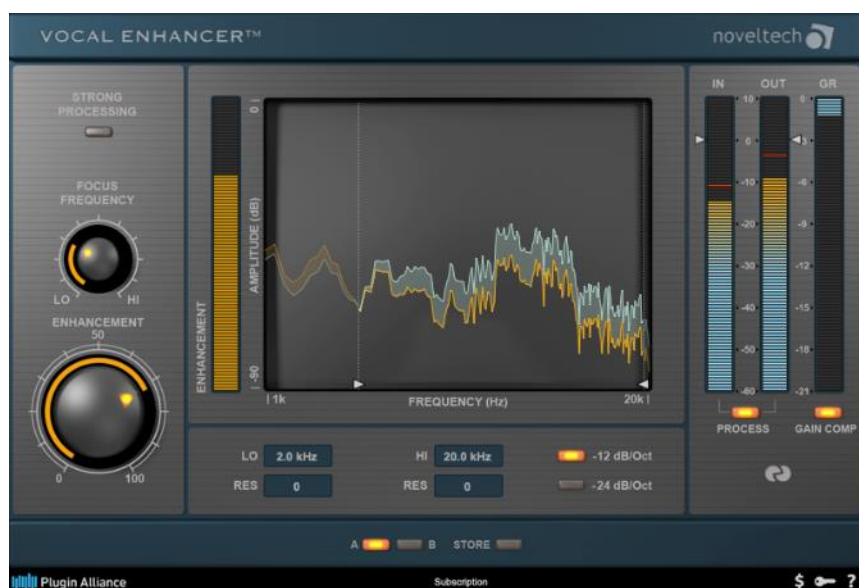 VOCAL ENHANCER™
noveltech
STRONG
PROCESSING
FOCUS
FREQUENCY
LO HI
ENHANCEMENT
50
0 100
ENHANCEMENT
AMPLITUDE (dB)
0
-90
1k FREQUENCY (Hz) 20k
LO 2.0 kHz HI 20.0 kHz -12 dB/Oct
RES 0 RES 0 -24 dB/Oct
IN OUT GR
10 0
0 -3
-10 -6
-20 -9
-30 -12
-40 -15
-50 -18
-60 -21
PROCESS GAIN COMP
A B STORE
Plugin Alliance Subscription $ ?